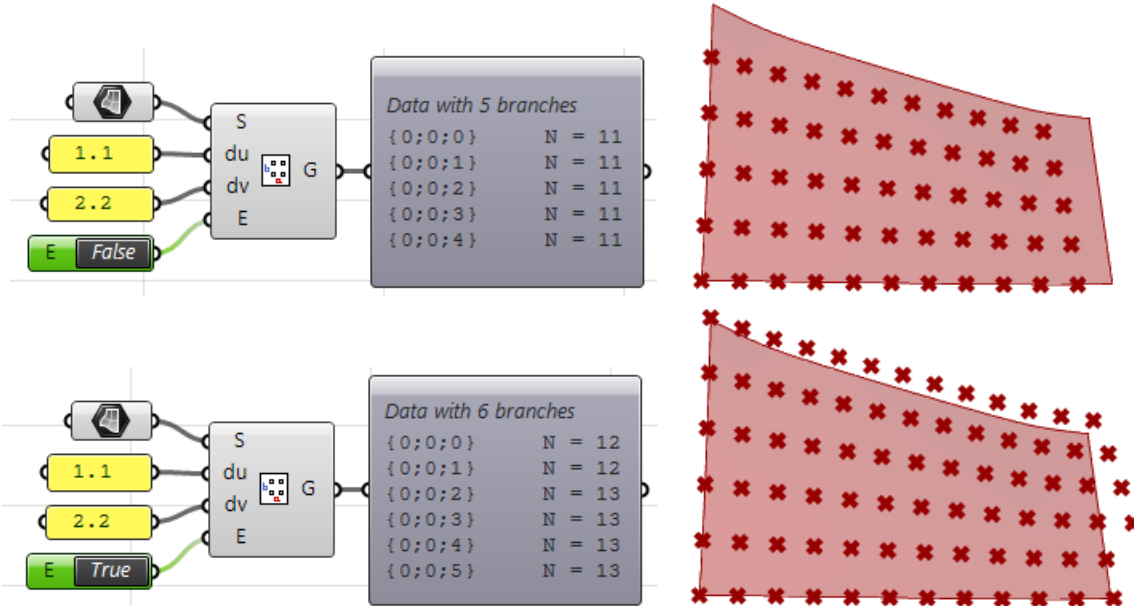 S
du
dv
E
G
1.1
2.2
E False
Data with 5 branches
{0;0;0} N = 11
{0;0;1} N = 11
{0;0;2} N = 11
{0;0;3} N = 11
{0;0;4} N = 11
S
du
dv
E
G
1.1
2.2
E True
Data with 6 branches
{0;0;0} N = 12
{0;0;1} N = 12
{0;0;2} N = 13
{0;0;3} N = 13
{0;0;4} N = 13
{0;0;5} N = 13